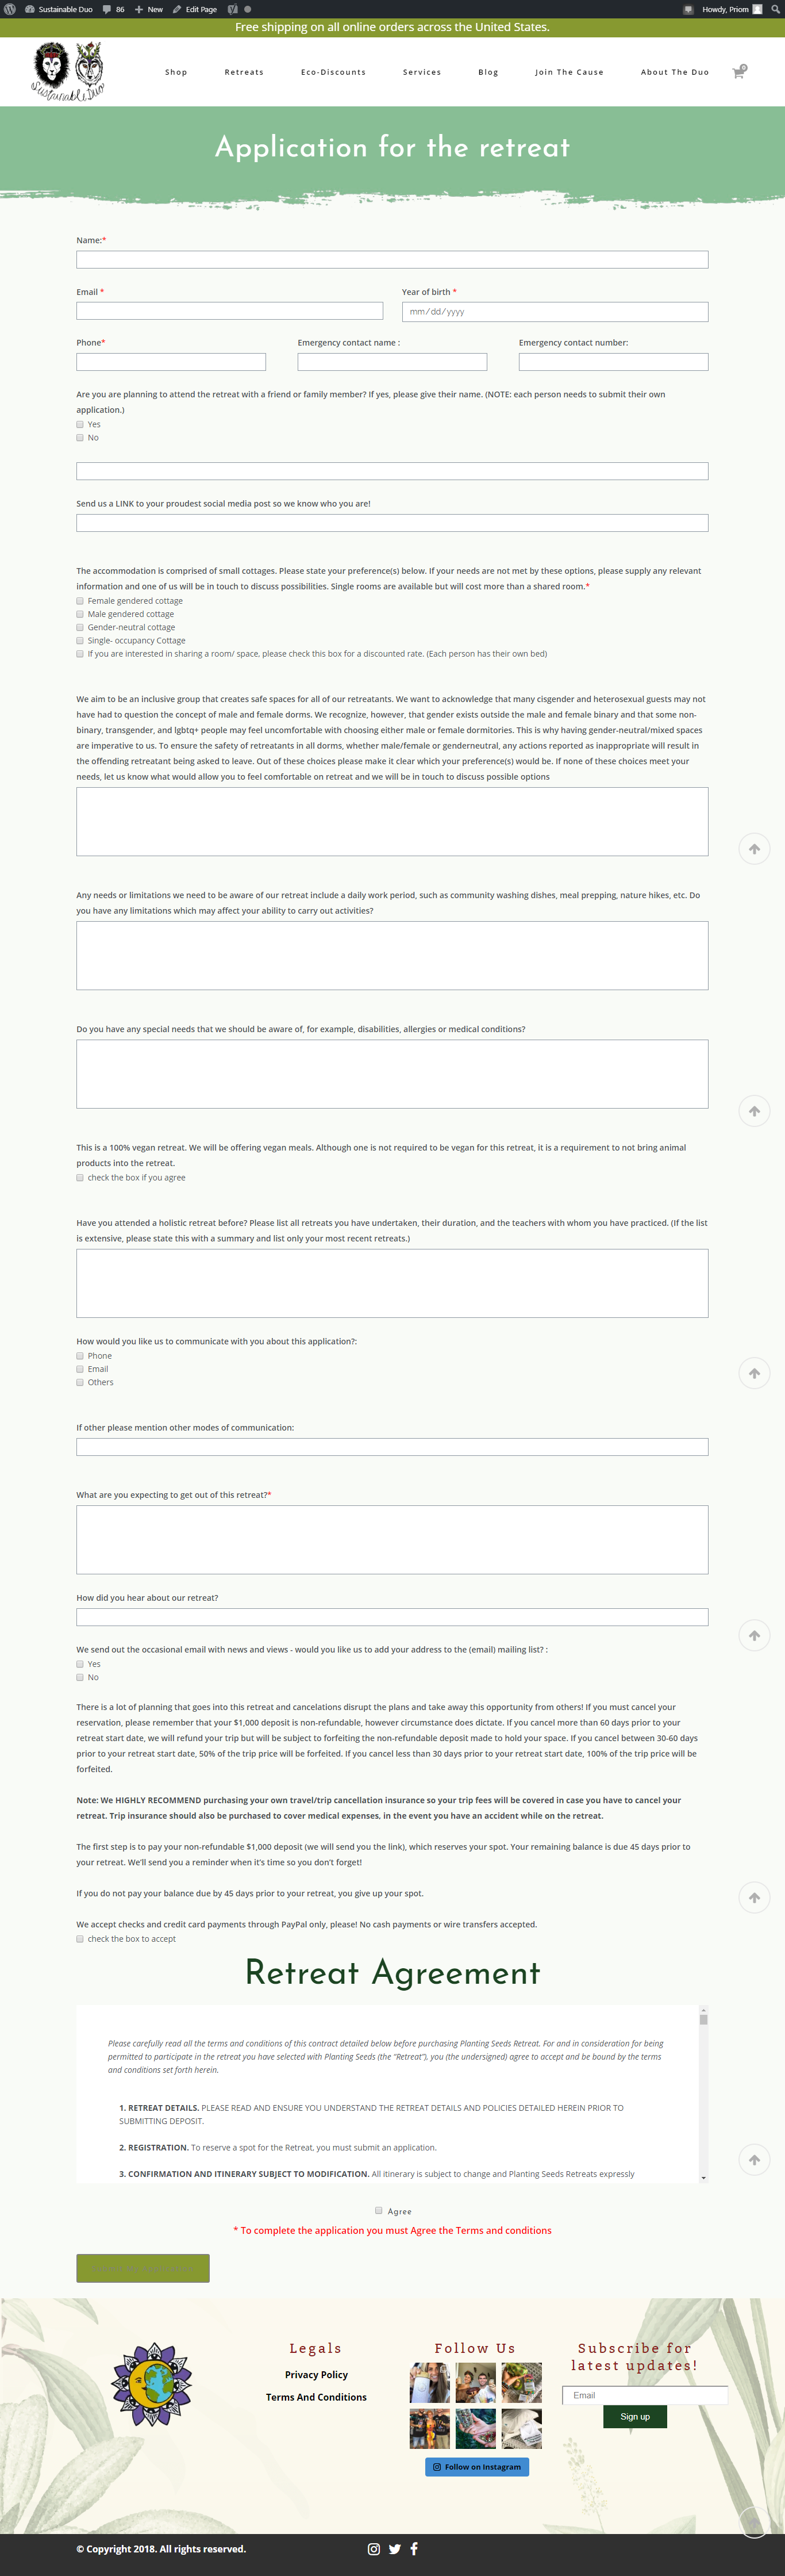 Sustainable Duo 86 New Edit Page Howdy, Priom
Free shipping on all online orders across the United States.
Sustainable Duo
Shop Retreats Eco-Discounts Services Blog Join The Cause About The Duo 0
Application for the retreat
Name:*
Email * Year of birth *
mm/dd/yyyy
Phone* Emergency contact name : Emergency contact number:
Are you are planning to attend the retreat with a friend or family member? If yes, please give their name. (NOTE: each person needs to submit their own
application.)
Yes
No
Send us a LINK to your proudest social media post so we know who you are!
The accommodation is comprised of small cottages. Please state your preference(s) below. If your needs are not met by these options, please supply any relevant
information and one of us will be in touch to discuss possibilities. Single rooms are available but will cost more than a shared room.*
Female gendered cottage
Male gendered cottage
Gender-neutral cottage
Single- occupancy Cottage
If you are interested in sharing a room/ space, please check this box for a discounted rate. (Each person has their own bed)
We aim to be an inclusive group that creates safe spaces for all of our retreatants. We want to acknowledge that many cisgender and heterosexual guests may not
have had to question the concept of male and female dorms. We recognize, however, that gender exists outside the male and female binary and that some non-
binary, transgender, and lgbtq+ people may feel uncomfortable with choosing either male or female dormitories. This is why having gender-neutral/mixed spaces
are imperative to us. To ensure the safety of retreatants in all dorms, whether male/female or genderneutral, any actions reported as inappropriate will result in
the offending retreatant being asked to leave. Out of these choices please make it clear which your preference(s) would be. If none of these choices meet your
needs, let us know what would allow you to feel comfortable on retreat and we will be in touch to discuss possible options
Any needs or limitations we need to be aware of our retreat include a daily work period, such as community washing dishes, meal prepping, nature hikes, etc. Do
you have any limitations which may affect your ability to carry out activities?
Do you have any special needs that we should be aware of, for example, disabilities, allergies or medical conditions?
This is a 100% vegan retreat. We will be offering vegan meals. Although one is not required to be vegan for this retreat, it is a requirement to not bring animal
products into the retreat.
check the box if you agree
Have you attended a holistic retreat before? Please list all retreats you have undertaken, their duration, and the teachers with whom you have practiced. (If the list
is extensive, please state this with a summary and list only your most recent retreats.)
How would you like us to communicate with you about this application?:
Phone
Email
Others
If other please mention other modes of communication:
What are you expecting to get out of this retreat?*
How did you hear about our retreat?
We send out the occasional email with news and views - would you like us to add your address to the (email) mailing list? :
Yes
No
There is a lot of planning that goes into this retreat and cancelations disrupt the plans and take away this opportunity from others! If you must cancel your
reservation, please remember that your $1,000 deposit is non-refundable, however circumstance does dictate. If you cancel more than 60 days prior to your
retreat start date, we will refund your trip but will be subject to forfeiting the non-refundable deposit made to hold your space. If you cancel between 30-60 days
prior to your retreat start date, 50% of the trip price will be forfeited. If you cancel less than 30 days prior to your retreat start date, 100% of the trip price will be
forfeited.
Note: We HIGHLY RECOMMEND purchasing your own travel/trip cancellation insurance so your trip fees will be covered in case you have to cancel your
retreat. Trip insurance should also be purchased to cover medical expenses, in the event you have an accident while on the retreat.
The first step is to pay your non-refundable $1,000 deposit (we will send you the link), which reserves your spot. Your remaining balance is due 45 days prior to
your retreat. We'll send you a reminder when it's time so you don't forget!
If you do not pay your balance due by 45 days prior to your retreat, you give up your spot.
We accept checks and credit card payments through PayPal only, please! No cash payments or wire transfers accepted.
check the box to accept
Retreat Agreement
Please carefully read all the terms and conditions of this contract detailed below before purchasing Planting Seeds Retreat. For and in consideration for being
permitted to participate in the retreat you have selected with Planting Seeds (the “Retreat”), you (the undersigned) agree to accept and be bound by the terms
and conditions set forth herein.
1. RETREAT DETAILS. PLEASE READ AND ENSURE YOU UNDERSTAND THE RETREAT DETAILS AND POLICIES DETAILED HEREIN PRIOR TO
SUBMITTING DEPOSIT.
2. REGISTRATION. To reserve a spot for the Retreat, you must submit an application.
3. CONFIRMATION AND ITINERARY SUBJECT TO MODIFICATION. All itinerary is subject to change and Planting Seeds Retreats expressly
Agree
* To complete the application you must Agree the Terms and conditions
Legals
Privacy Policy
Terms And Conditions
Follow Us
Follow on Instagram
Subscribe for
latest updates!
Email
Sign up
© Copyright 2018. All rights reserved.